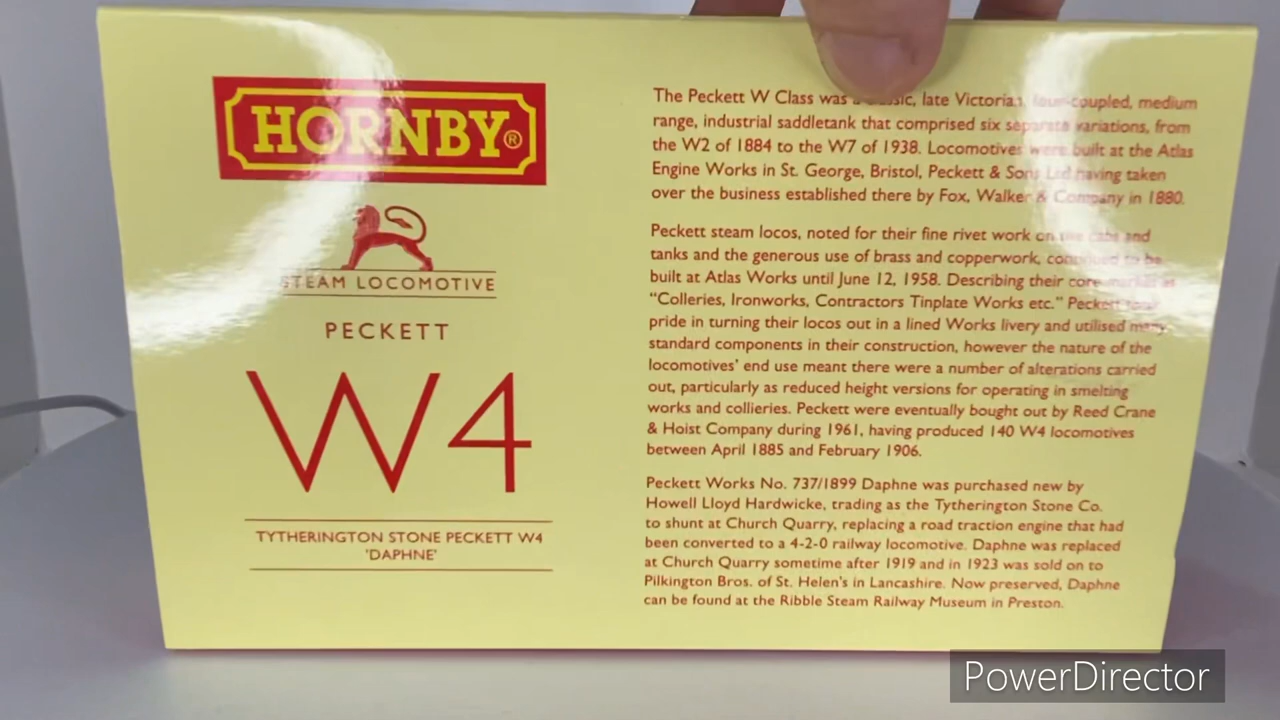 HORNBY®
STEAM LOCOMOTIVE
PECKETT
W4
TYTHERINGTON STONE PECKETT W4
'DAPHNE'
The Peckett W Class was a classic, late Victorian, four-coupled, medium
range, industrial saddletank that comprised six separate variations, from
the W2 of 1884 to the W7 of 1938. Locomotives were built at the Atlas
Engine Works in St. George, Bristol, Peckett & Sons Ltd having taken
over the business established there by Fox, Walker & Company in 1880.
Peckett steam locos, noted for their fine rivet work on the cabs and
tanks and the generous use of brass and copperwork, continued to be
built at Atlas Works until June 12, 1958. Describing their core market as
"Colleries, Ironworks, Contractors Tinplate Works etc." Peckett took
pride in turning their locos out in a lined Works livery and utilised many
standard components in their construction, however the nature of the
locomotives' end use meant there were a number of alterations carried
out, particularly as reduced height versions for operating in smelting
works and collieries. Peckett were eventually bought out by Reed Crane
& Hoist Company during 1961, having produced 140 W4 locomotives
between April 1885 and February 1906.
Peckett Works No. 737/1899 Daphne was purchased new by
Howell Lloyd Hardwicke, trading as the Tytherington Stone Co.
to shunt at Church Quarry, replacing a road traction engine that had
been converted to a 4-2-0 railway locomotive. Daphne was replaced
at Church Quarry sometime after 1919 and in 1923 was sold on to
Pilkington Bros. of St. Helen's in Lancashire. Now preserved, Daphne
can be found at the Ribble Steam Railway Museum in Preston.
PowerDirector